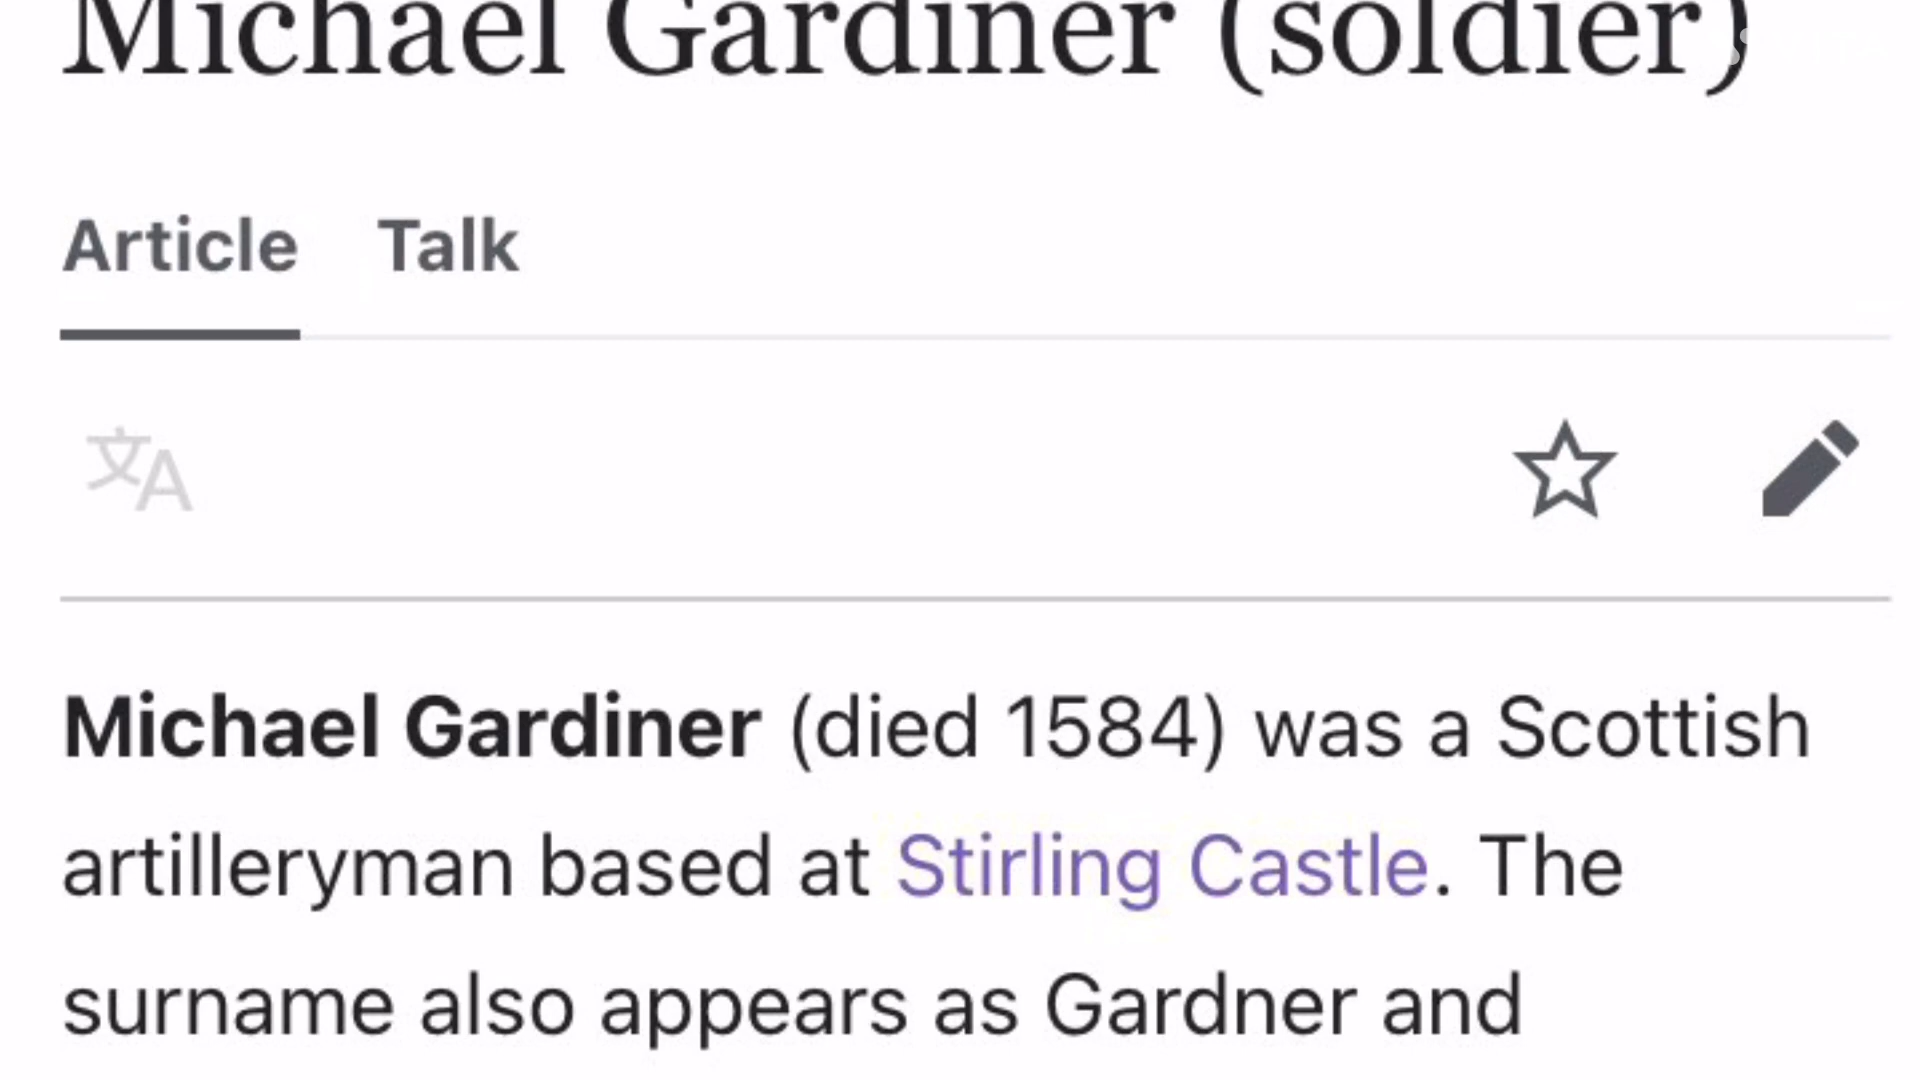 Michael Gardiner (soldier)
Article Talk
Michael Gardiner (died 1584) was a Scottish
artilleryman based at Stirling Castle. The
surname also appears as Gardner and